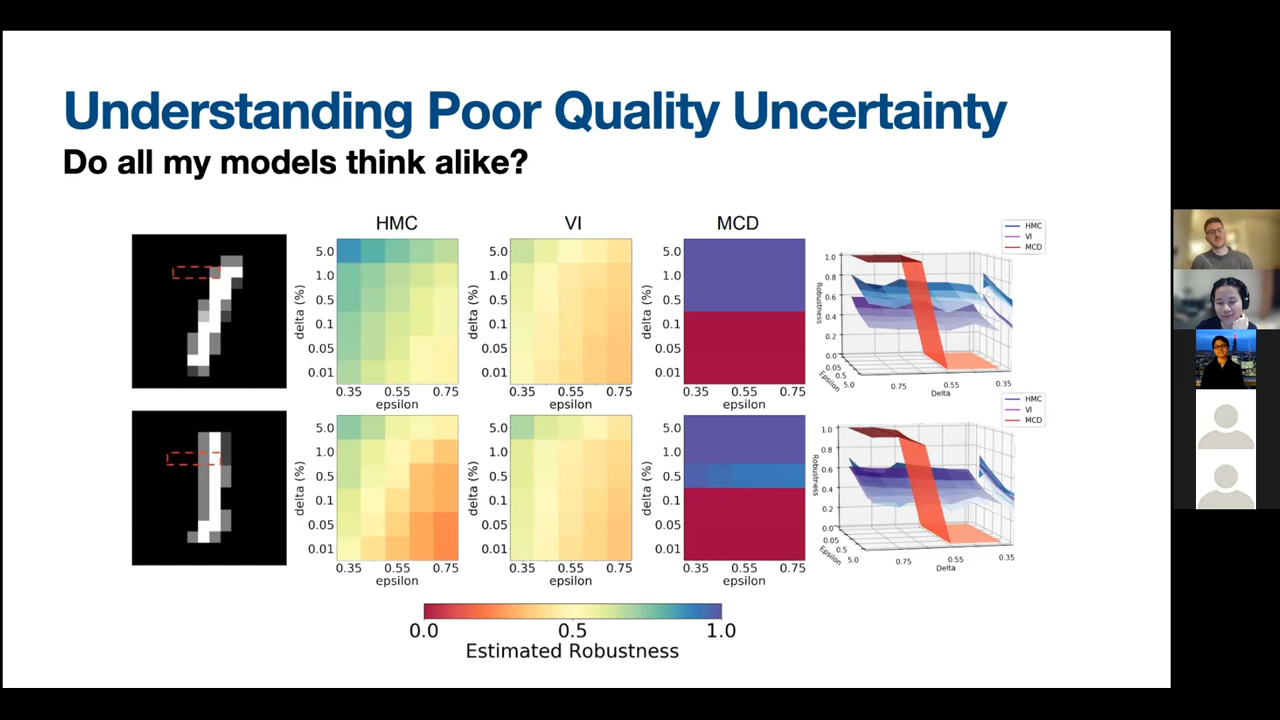 Understanding Poor Quality Uncertainty
Do all my models think alike?
HMC
VI
MCD
delta (%)
5.0
1.0
0.5
0.1
0.05
0.01
0.35 0.55 0.75
epsilon
delta (%)
5.0
1.0
0.5
0.1
0.05
0.01
0.35 0.55 0.75
epsilon
delta (%)
5.0
1.0
0.5
0.1
0.05
0.01
0.35 0.55 0.75
epsilon
HMC
VI
MCD
Robustness
1.0
0.8
0.6
0.4
0.2
0.0
0.05
0.5
5.0
Epsilon
0.75 0.55 0.35
Delta
delta (%)
5.0
1.0
0.5
0.1
0.05
0.01
0.35 0.55 0.75
epsilon
delta (%)
5.0
1.0
0.5
0.1
0.05
0.01
0.35 0.55 0.75
epsilon
delta (%)
5.0
1.0
0.5
0.1
0.05
0.01
0.35 0.55 0.75
epsilon
HMC
VI
MCD
Robustness
1.0
0.8
0.6
0.4
0.2
0.0
0.05
0.5
5.0
Epsilon
0.75 0.55 0.35
Delta
0.0 0.5 1.0
Estimated Robustness